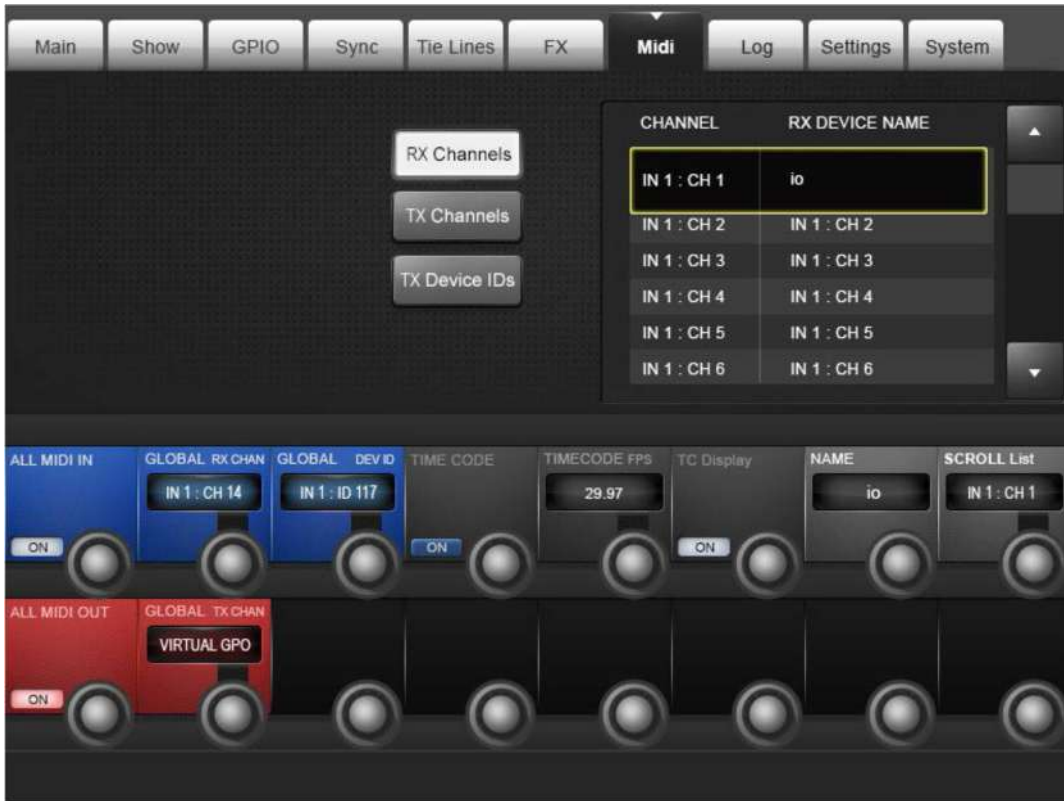 Main Show GPIO Sync Tie Lines FX Midi Log Settings System
CHANNEL RX DEVICE NAME
RX Channels
TX Channels
TX Device IDs
IN 1 : CH 1 io
IN 1 : CH 2 IN 1 : CH 2
IN 1 : CH 3 IN 1 : CH 3
IN 1 : CH 4 IN 1 : CH 4
IN 1 : CH 5 IN 1 : CH 5
IN 1 : CH 6 IN 1 : CH 6
ALL MIDI IN GLOBAL RX CHAN GLOBAL DEV ID TIME CODE TIMECODE FPS TC Display NAME SCROLL List
IN 1 : CH 14 IN 1 : ID 117 29.97 io IN 1 : CH 1
ON ON ON
ALL MIDI OUT GLOBAL TX CHAN
VIRTUAL GPO
ON